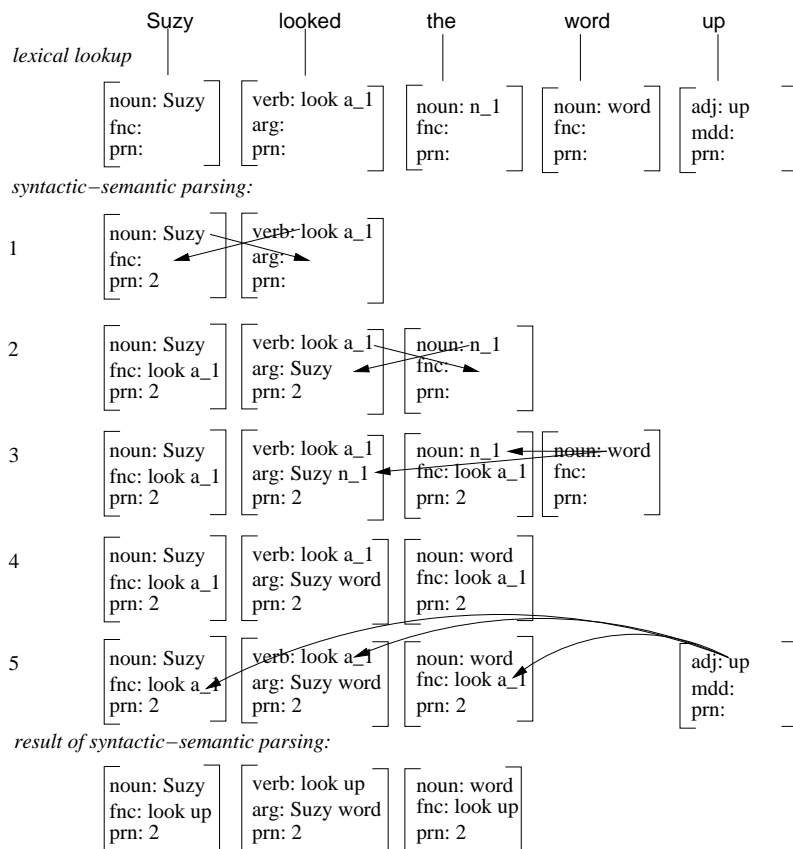 Suzy looked the word up
lexical lookup
noun: Suzy verb: look a_1 noun: n_1 noun: word adj: up
fnc: arg: fnc: fnc: mdd:
prn: prn: prn: prn: prn:
syntactic−semantic parsing:
1
noun: Suzy verb: look a_1
fnc: arg:
prn: 2 prn:
2
noun: Suzy verb: look a_1 noun: n_1
fnc: look a_1 arg: Suzy fnc:
prn: 2 prn: 2 prn:
3
noun: Suzy verb: look a_1 noun: n_1 noun: word
fnc: look a_1 arg: Suzy n_1 fnc: look a_1 fnc:
prn: 2 prn: 2 prn: 2 prn:
4
noun: Suzy verb: look a_1 noun: word
fnc: look a_1 arg: Suzy word fnc: look a_1
prn: 2 prn: 2 prn: 2
5
noun: Suzy verb: look a_1 noun: word adj: up
fnc: look a_1 arg: Suzy word fnc: look a_1 mdd:
prn: 2 prn: 2 prn: 2 prn:
result of syntactic−semantic parsing:
noun: Suzy verb: look up noun: word
fnc: look up arg: Suzy word fnc: look up
prn: 2 prn: 2 prn: 2